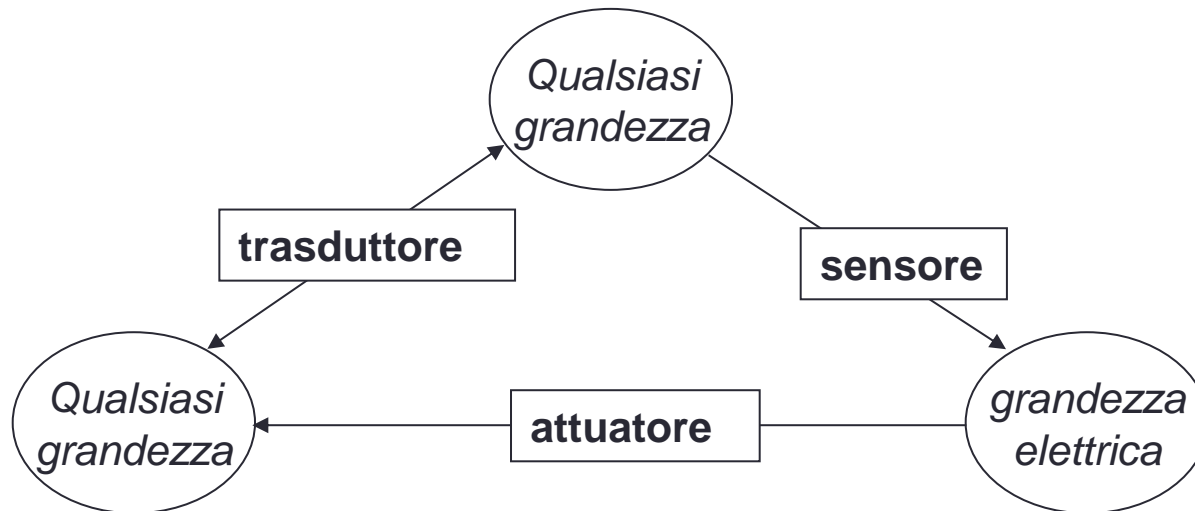 Qualsiasi
grandezza
trasduttore
sensore
Qualsiasi
grandezza
attuatore
grandezza
elettrica